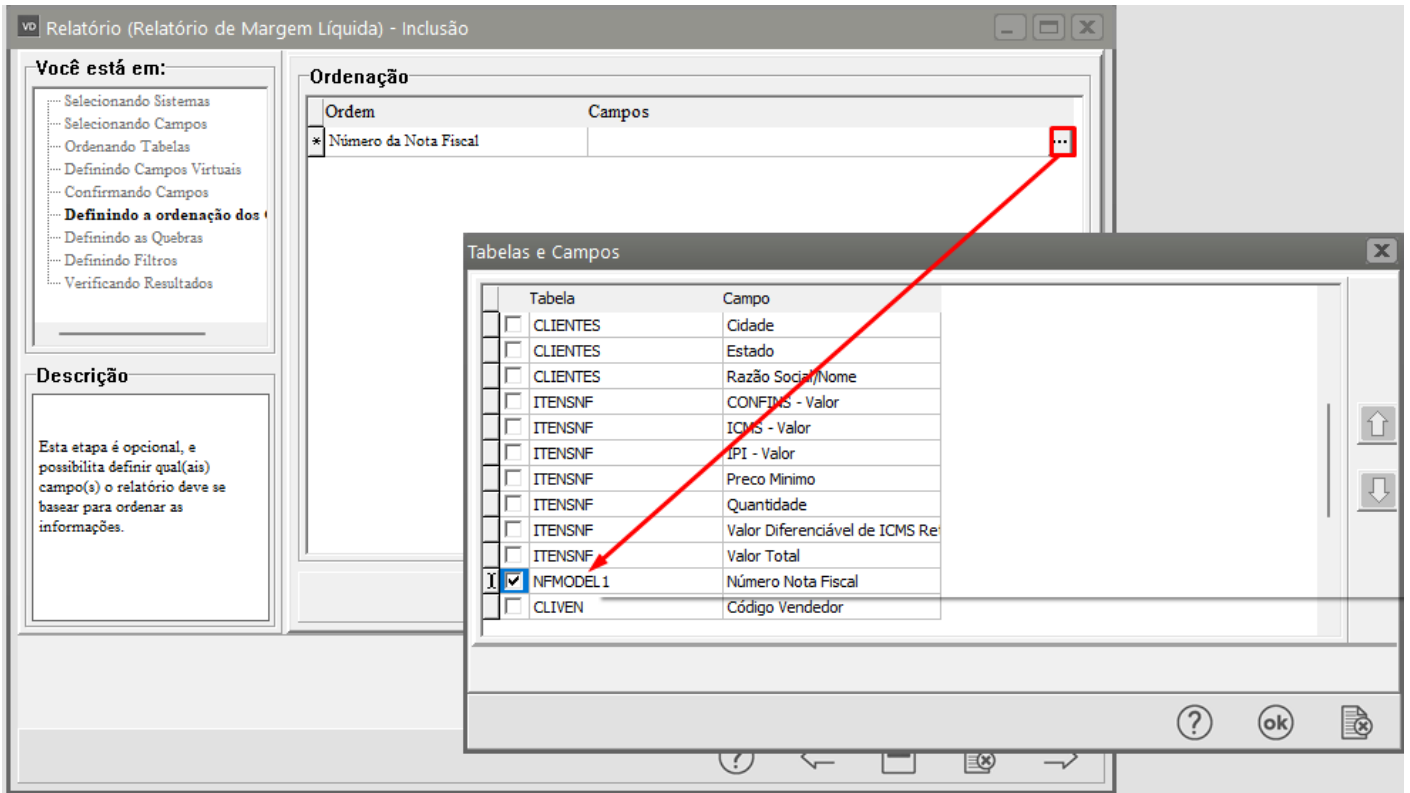 VD Relatório (Relatório de Margem Líquida) - Inclusão
Você está em:
Selecionando Sistemas
Selecionando Campos
Ordenando Tabelas
Definindo Campos Virtuais
Confirmando Campos
Definindo a ordenação dos
Definindo as Quebras
Definindo Filtros
Verificando Resultados
Descrição
Esta etapa é opcional, e
possibilita definir qual(ais)
campo(s) o relatório deve se
basear para ordenar as
informações.
Ordenação
Ordem Campos
* Número da Nota Fiscal ...
Tabelas e Campos
Tabela Campo
CLIENTES Cidade
CLIENTES Estado
CLIENTES Razão Social/Nome
ITENSNF CONFINS - Valor
ITENSNF ICMS - Valor
ITENSNF IPI - Valor
ITENSNF Preco Minimo
ITENSNF Quantidade
ITENSNF Valor Diferenciável de ICMS Ret
ITENSNF Valor Total
NFMODEL1 Número Nota Fiscal
CLIVEN Código Vendedor
? ok
?